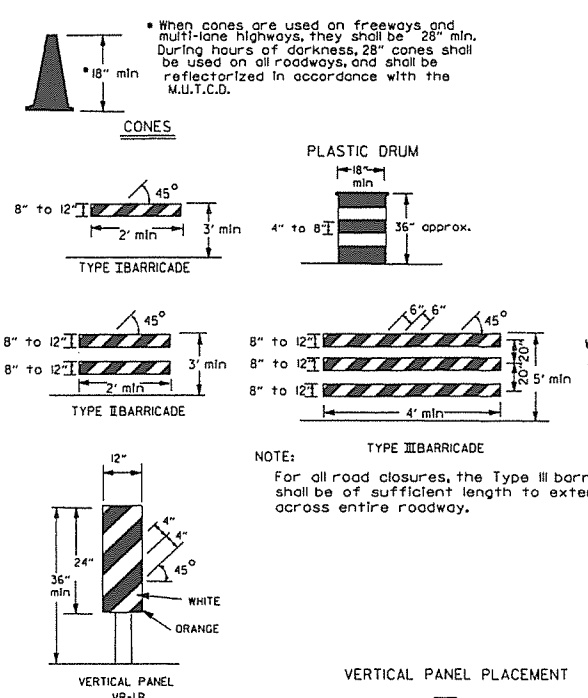 * When cones are used on freeways and
multi-lane highways, they shall be 28" min.
During hours of darkness, 28" cones shall
be used on all roadways, and shall be
reflectorized in accordance with the
M.U.T.C.D.
*18" min
CONES
PLASTIC DRUM
18"
min
4" to 8"
36" approx.
45°
8" to 12"
2' min
3' min
TYPE I BARRICADE
45°
8" to 12"
8" to 12"
2' min
3' min
TYPE II BARRICADE
6" 6"
45°
8" to 12"
8" to 12"
8" to 12"
20"
20"
5' min
4' min
TYPE III BARRICADE
NOTE:
For all road closures, the Type III barr
shall be of sufficient length to exte
across entire roadway.
12"
4"
4"
45°
24"
36"
min
WHITE
ORANGE
VERTICAL PANEL
VERTICAL PANEL PLACEMENT